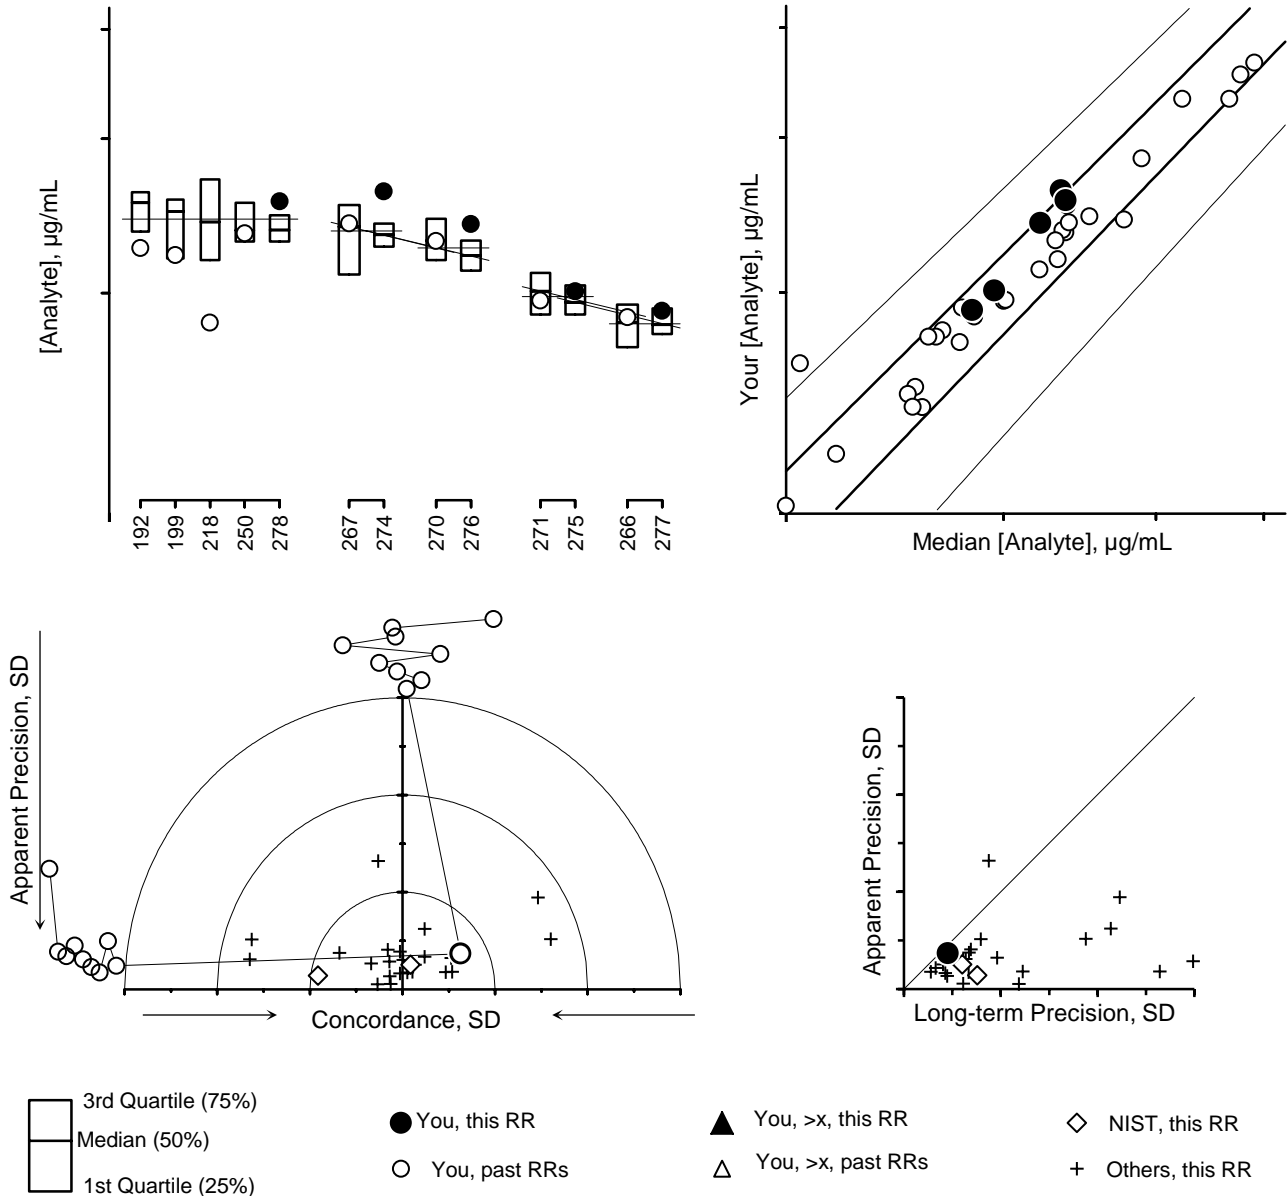 [Analyte], µg/mL
192
199
218
250
278
267
274
270
276
271
275
266
277
Your [Analyte], µg/mL
Median [Analyte], µg/mL
Apparent Precision, SD
Concordance, SD
Apparent Precision, SD
Long-term Precision, SD
3rd Quartile (75%)
Median (50%)
1st Quartile (25%)
You, this RR
You, past RRs
You, >x, this RR
You, >x, past RRs
NIST, this RR
Others, this RR